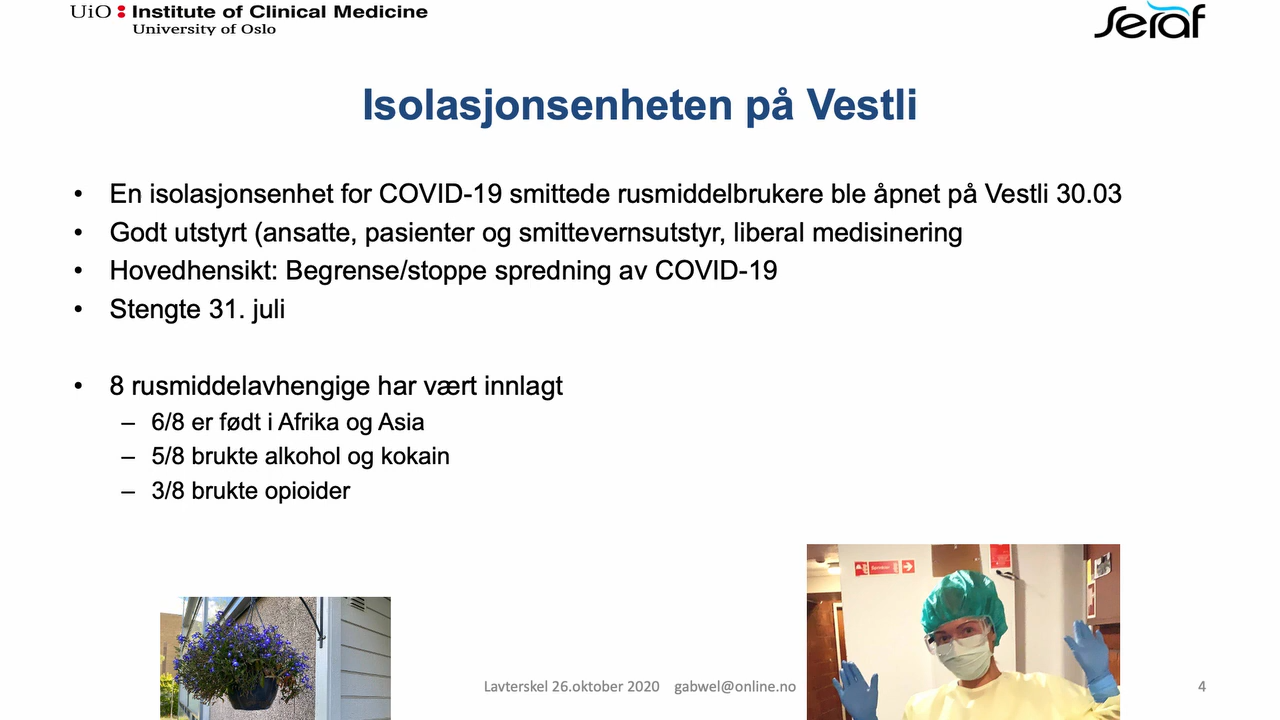 UiO Institute of Clinical Medicine
University of Oslo
Seraf
Isolasjonsenheten på Vestli
• En isolasjonsenhet for COVID-19 smittede rusmiddelbrukere ble åpnet på Vestli 30.03
• Godt utstyrt (ansatte, pasienter og smittevernsutstyr, liberal medisinering
• Hovedhensikt: Begrense/stoppe spredning av COVID-19
• Stengte 31. juli
• 8 rusmiddelavhengige har vært innlagt
– 6/8 er født i Afrika og Asia
– 5/8 brukte alkohol og kokain
– 3/8 brukte opioider
Lavterskel 26.oktober 2020 gabwel@online.no
4